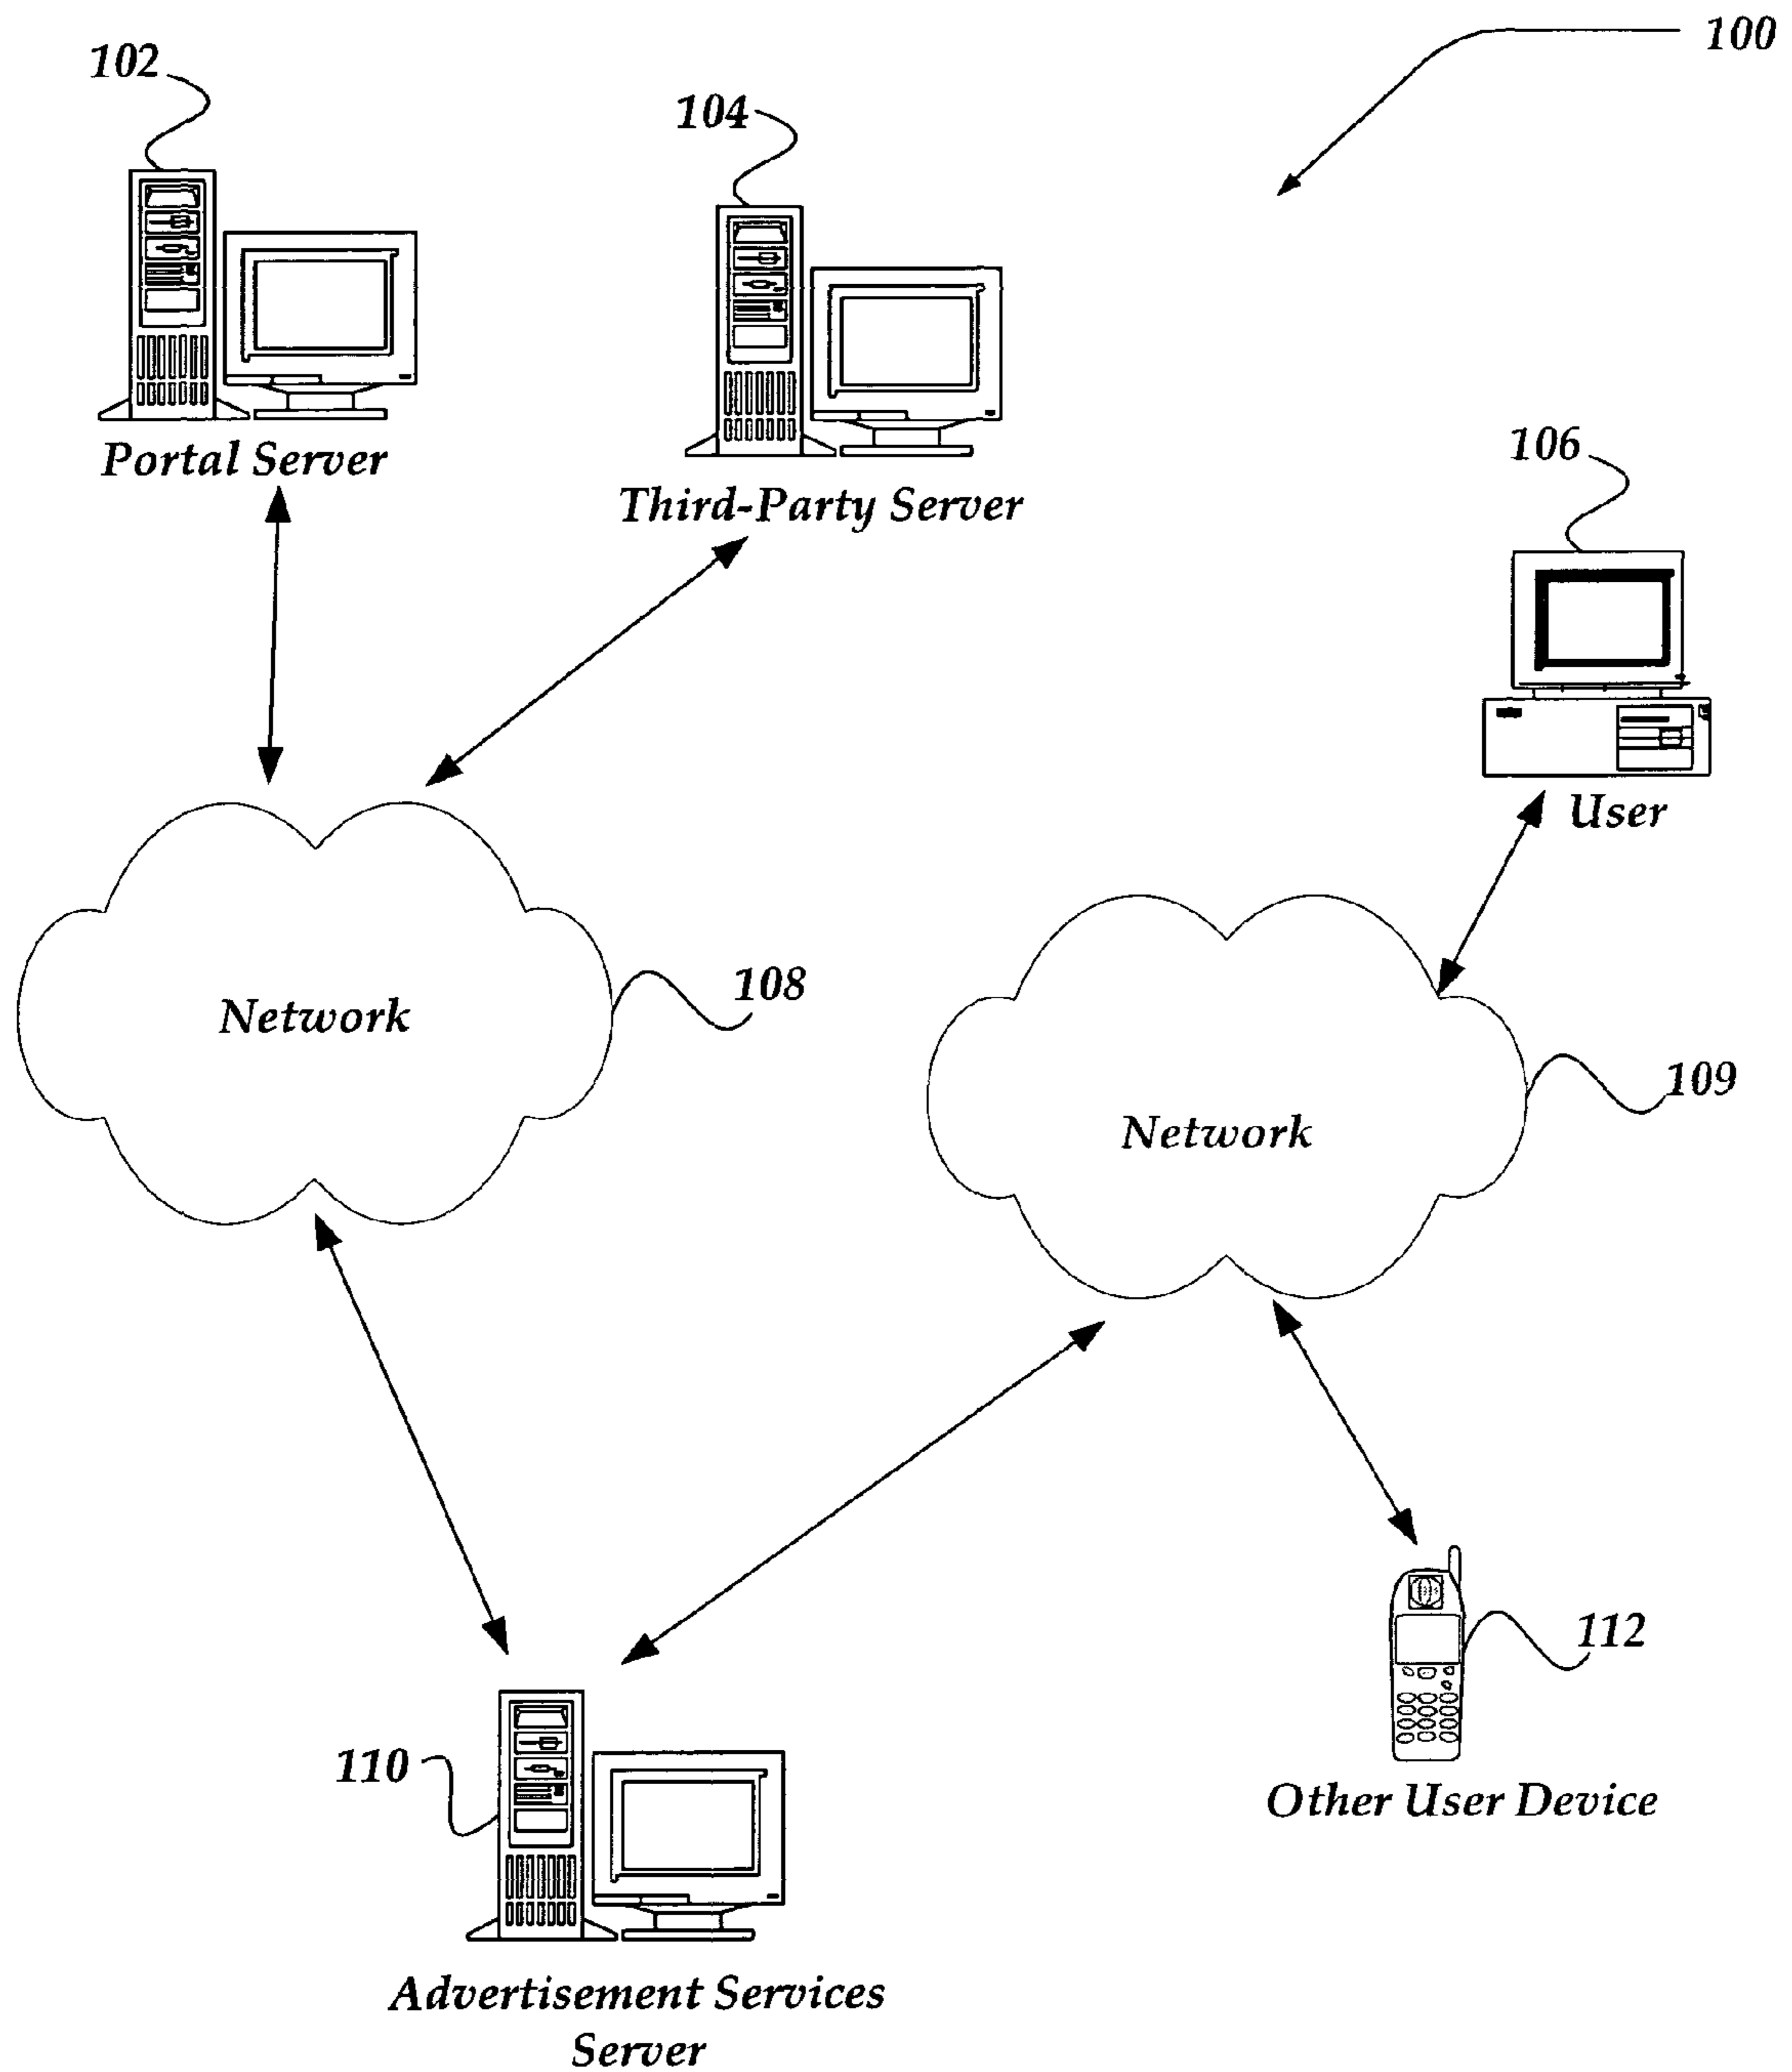 100
102
104
Portal Server
Third-Party Server
106
User
Network
108
Network
109
110
112
Other User Device
Advertisement Services
Server